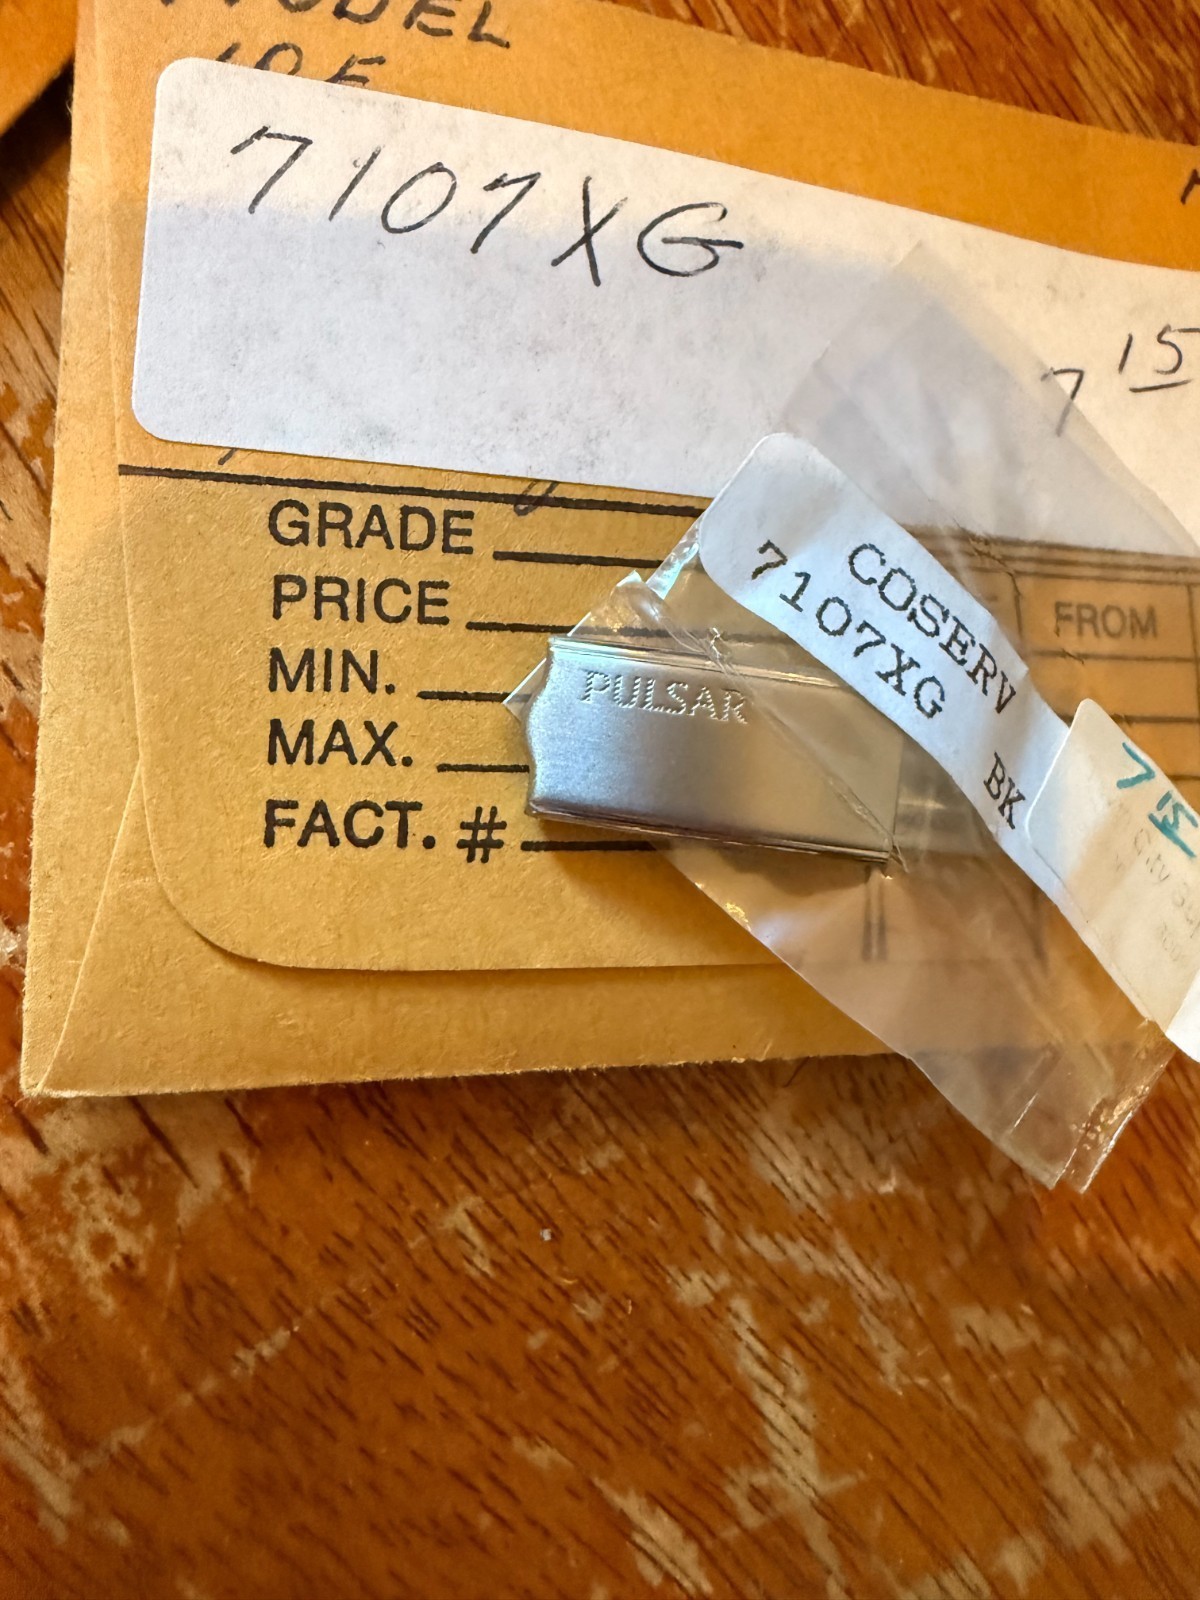 MODEL
7107XG
7 15
GRADE
PRICE
MIN.
MAX.
FACT. #
FROM
PULSAR
COSERV
7107XG
BK
7 15